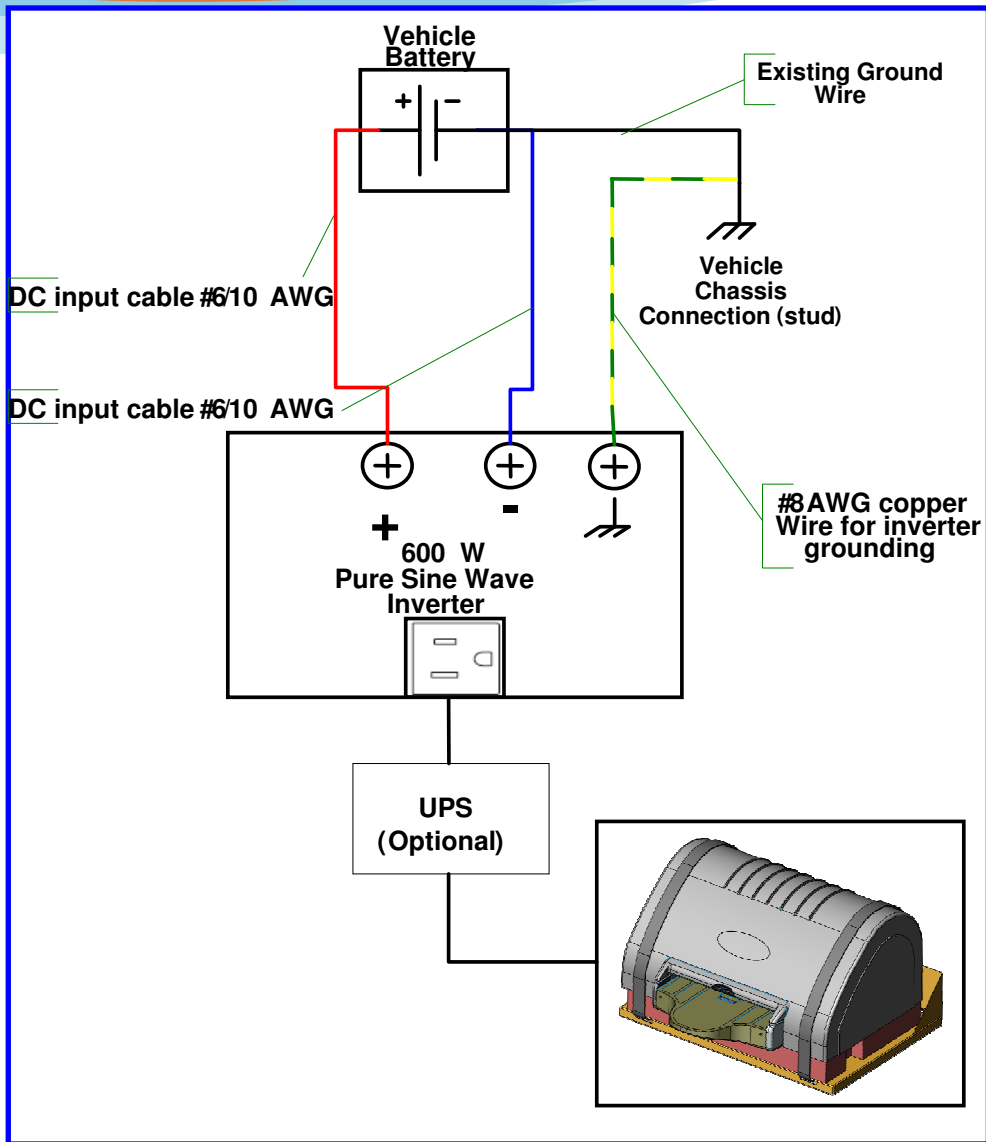 Vehicle
Battery
+ −
Existing Ground
Wire
Vehicle
Chassis
Connection (stud)
DC input cable #6/10 AWG
DC input cable #6/10 AWG
#8 AWG copper
Wire for inverter
grounding
+ -
600 W
Pure Sine Wave
Inverter
UPS
(Optional)